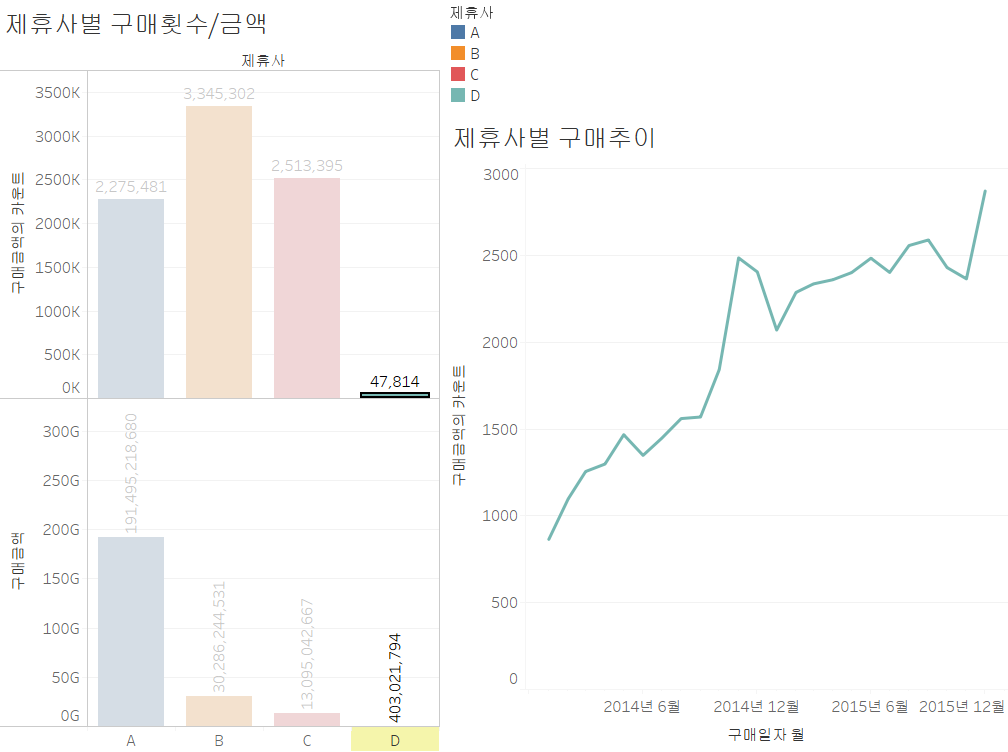 제휴사별 구매횟수/금액
제휴사
구매금액의 카운트
3500K
3000K
2500K
2000K
1500K
1000K
500K
0K
2,275,481
3,345,302
2,513,395
47,814
구매금액
300G
250G
200G
150G
100G
50G
0G
191,495,218,680
30,286,244,531
13,095,042,667
403,021,794
A B C D
제휴사
A
B
C
D
제휴사별 구매추이
구매금액의 카운트
3000
2500
2000
1500
1000
500
0
2014년 6월 2014년 12월 2015년 6월 2015년 12월
구매일자 월